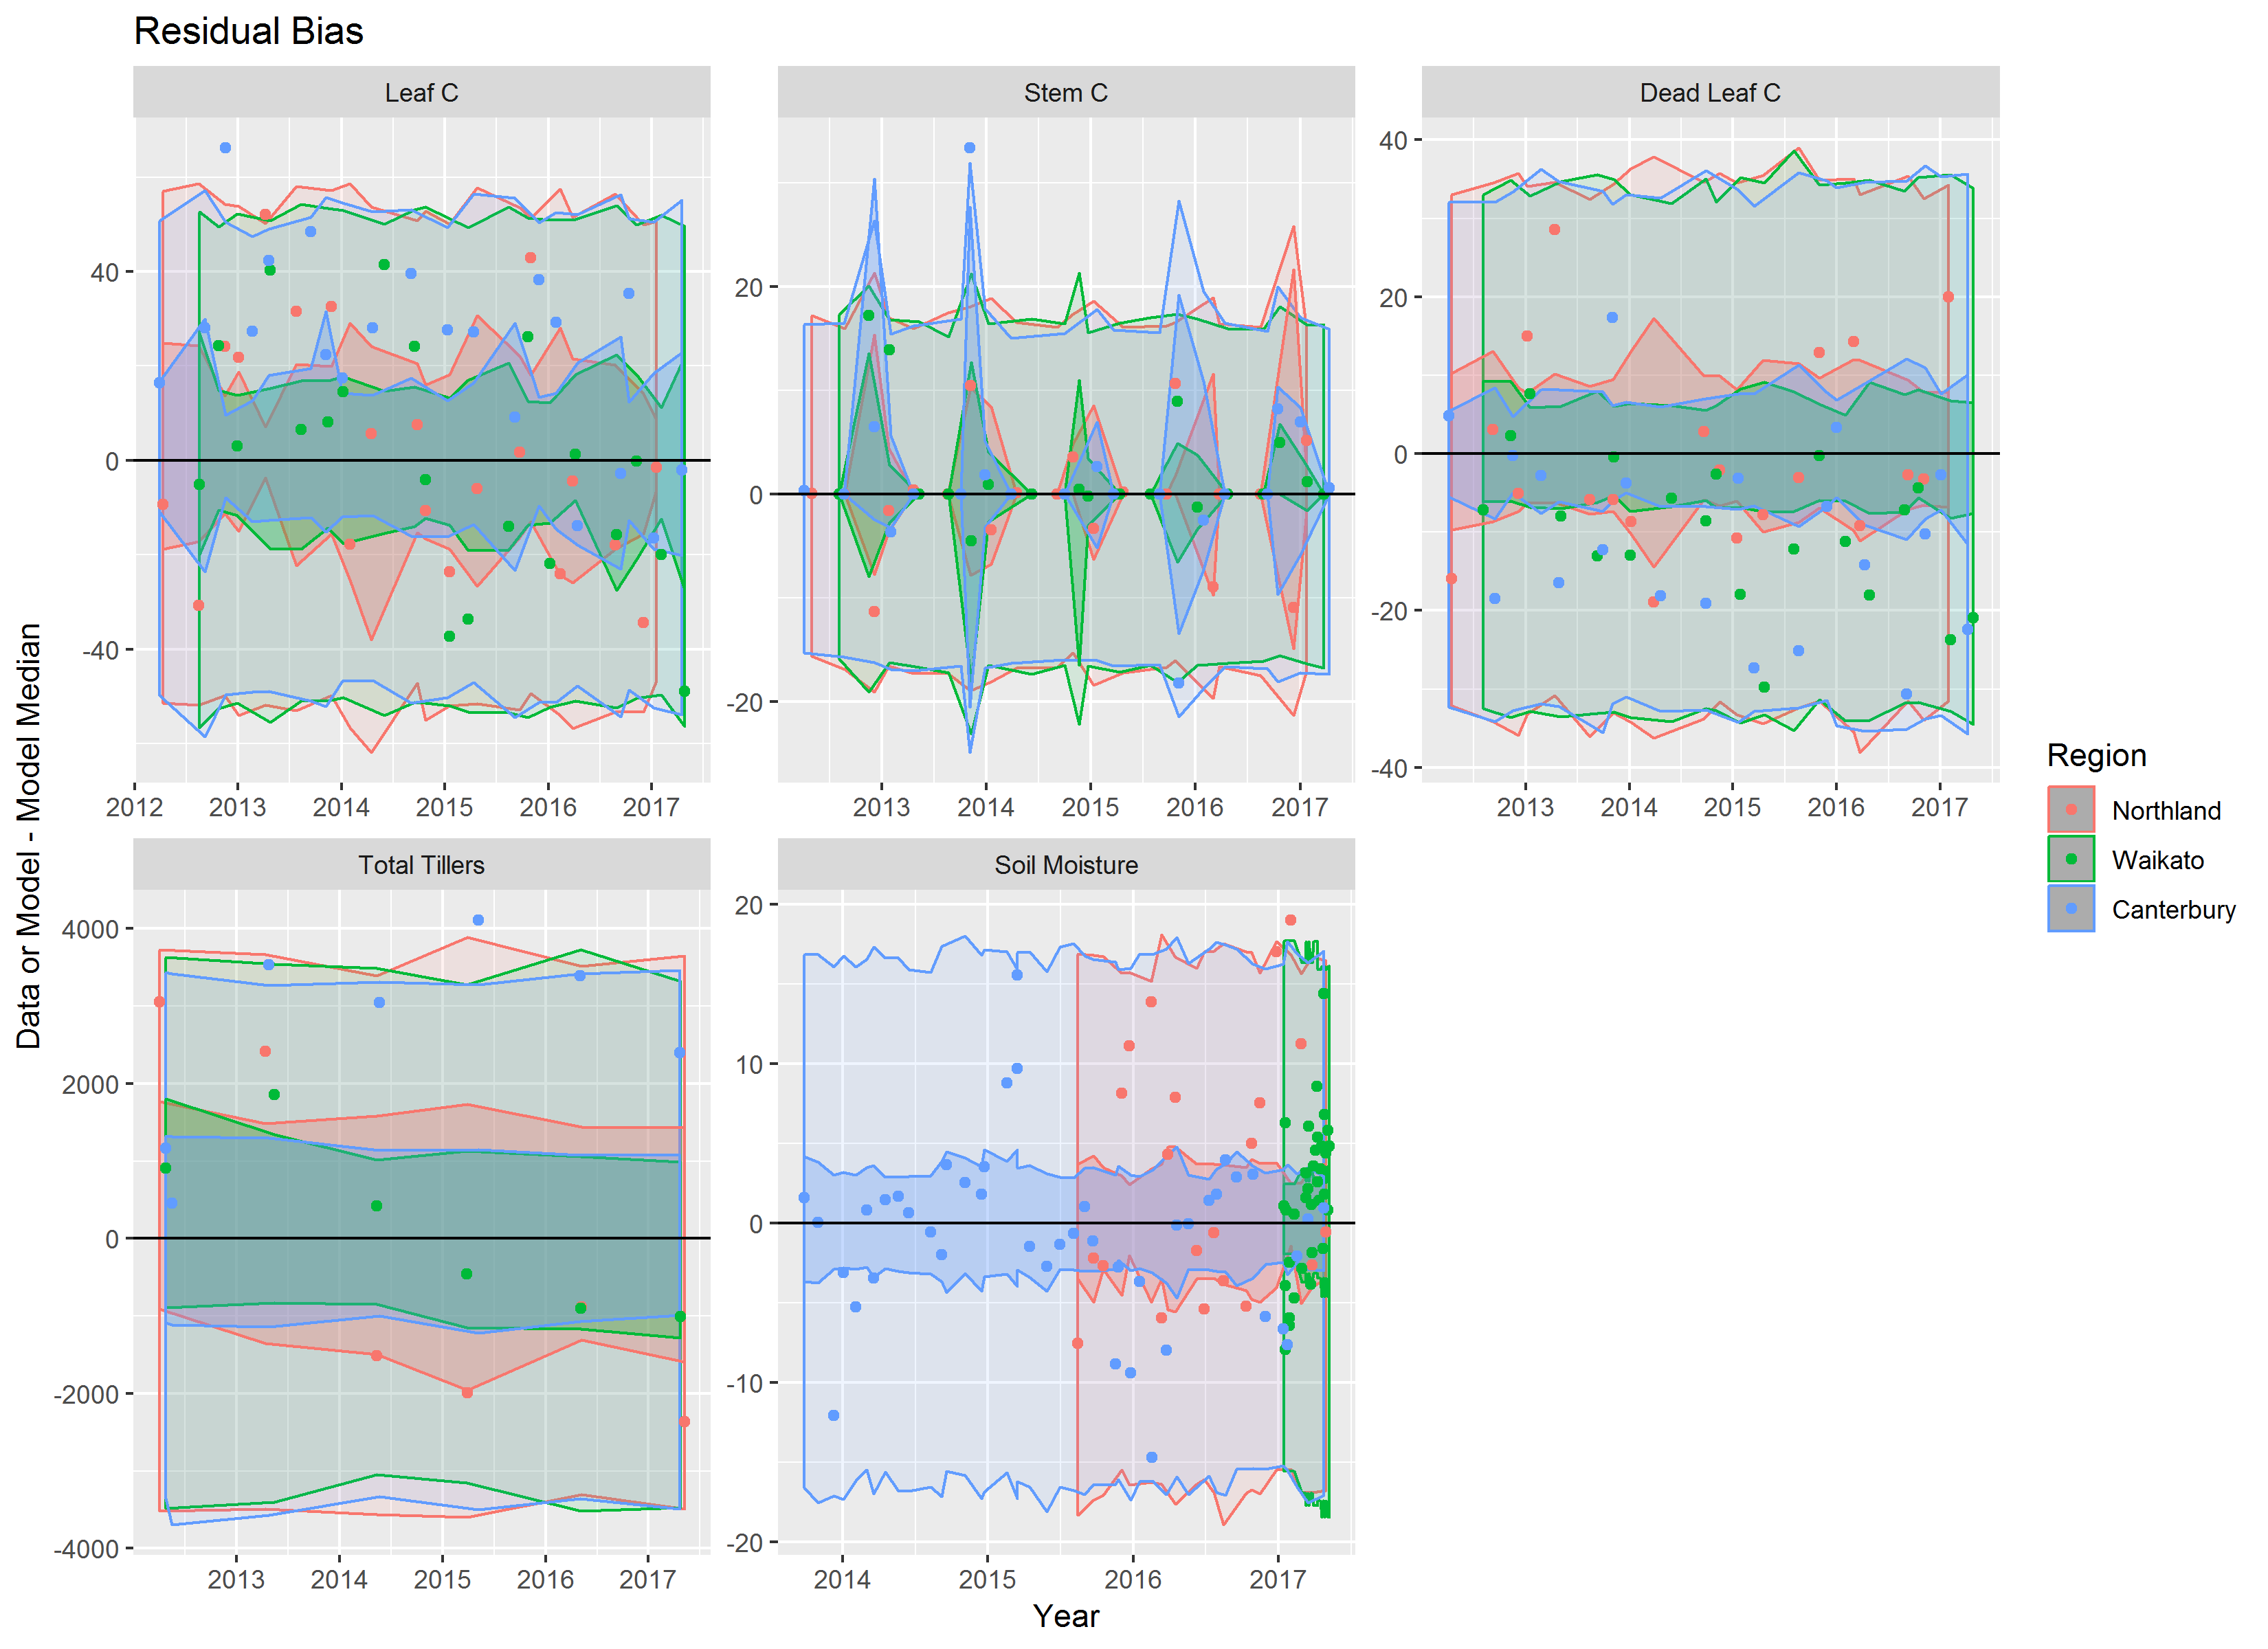 Residual Bias
Leaf C
Stem C
Dead Leaf C
40
0
-40
2012 2013 2014 2015 2016 2017
20
0
-20
2013 2014 2015 2016 2017
40
20
0
-20
-40
2013 2014 2015 2016 2017
Total Tillers
Soil Moisture
4000
2000
0
-2000
-4000
2013 2014 2015 2016 2017
20
10
0
-10
-20
2014 2015 2016 2017
Data or Model - Model Median
Year
Region
Northland
Waikato
Canterbury